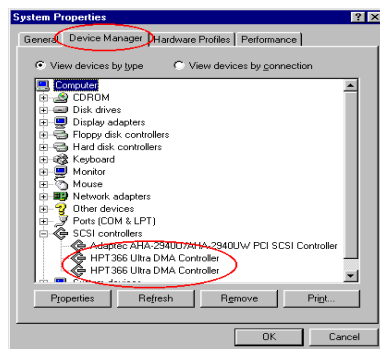 System Properties
General Device Manager Hardware Profiles Performance
View devices by type View devices by connection
Computer
CDROM
Disk drives
Display adapters
Floppy disk controllers
Hard disk controllers
Keyboard
Monitor
Mouse
Network adapters
Other devices
Ports (COM & LPT)
SCSI controllers
Adaptec AHA-2940U/AHA-2940UW PCI SCSI Controller
HPT366 Ultra DMA Controller
HPT366 Ultra DMA Controller
System devices
Properties Refresh Remove Print...
OK Cancel